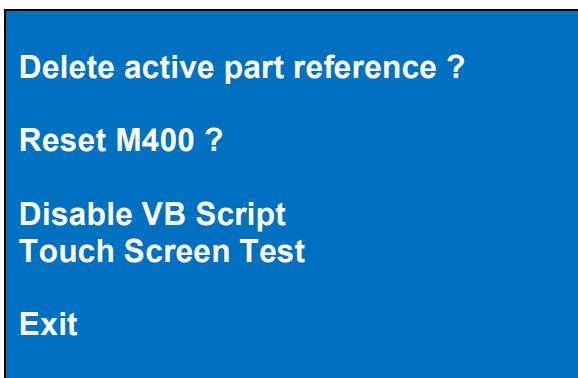 Delete active part reference ?
Reset M400 ?
Disable VB Script
Touch Screen Test
Exit